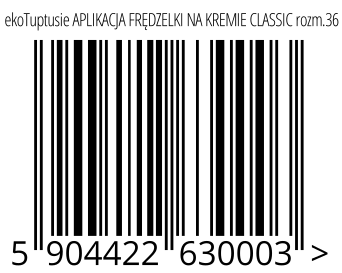 ekoTuptusie APLIKACJA FRĘDZELKI NA KREMIE CLASSIC rozm.36
5 904422 630003 >